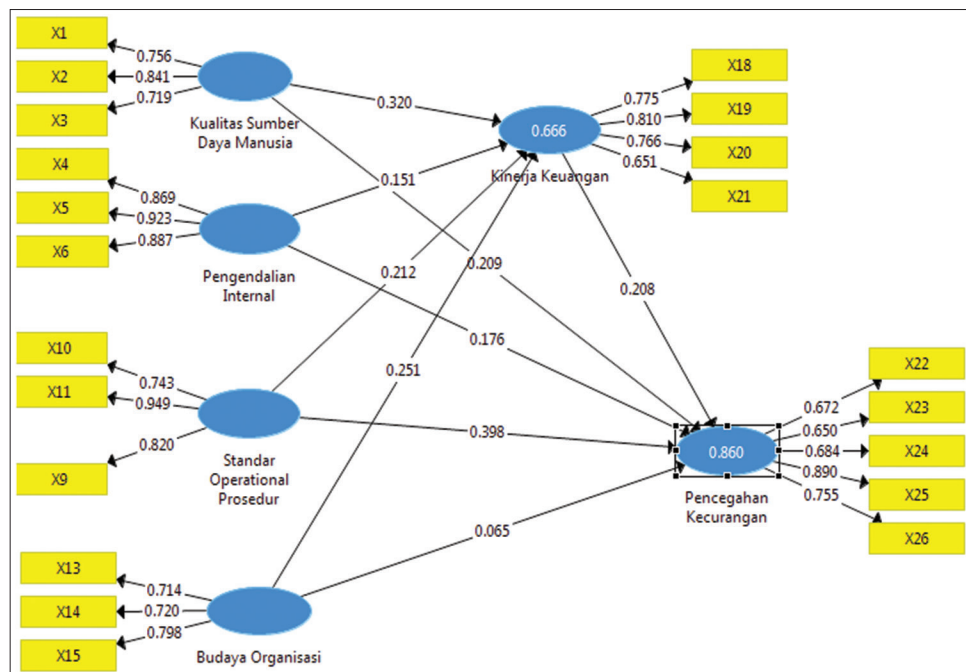 X1
X2
X3
0.756
0.841
0.719
Kualitas Sumber
Daya Manusia
X4
X5
X6
0.869
0.923
0.887
Pengendalian
Internal
X10
X11
X9
0.743
0.949
0.820
Standar
Operational
Prosedur
X13
X14
X15
0.714
0.720
0.798
Budaya Organisasi
0.320
0.151
0.212
0.209
0.251
0.176
0.398
0.065
0.208
0.666
Kinerja Keuangan
0.775
0.810
0.766
0.651
X18
X19
X20
X21
0.860
Pencegahan
Kecurangan
0.672
0.650
0.684
0.890
0.755
X22
X23
X24
X25
X26